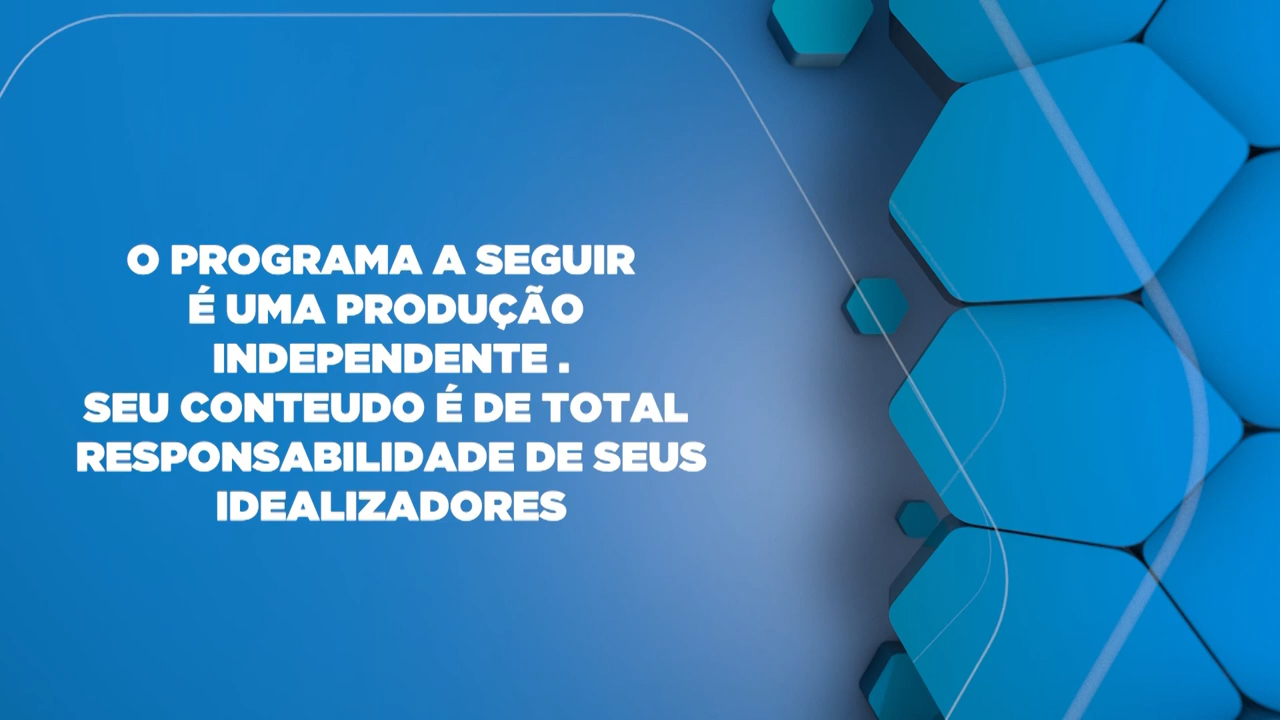 O PROGRAMA A SEGUIR
É UMA PRODUÇÃO
INDEPENDENTE .
SEU CONTEUDO É DE TOTAL
RESPONSABILIDADE DE SEUS
IDEALIZADORES